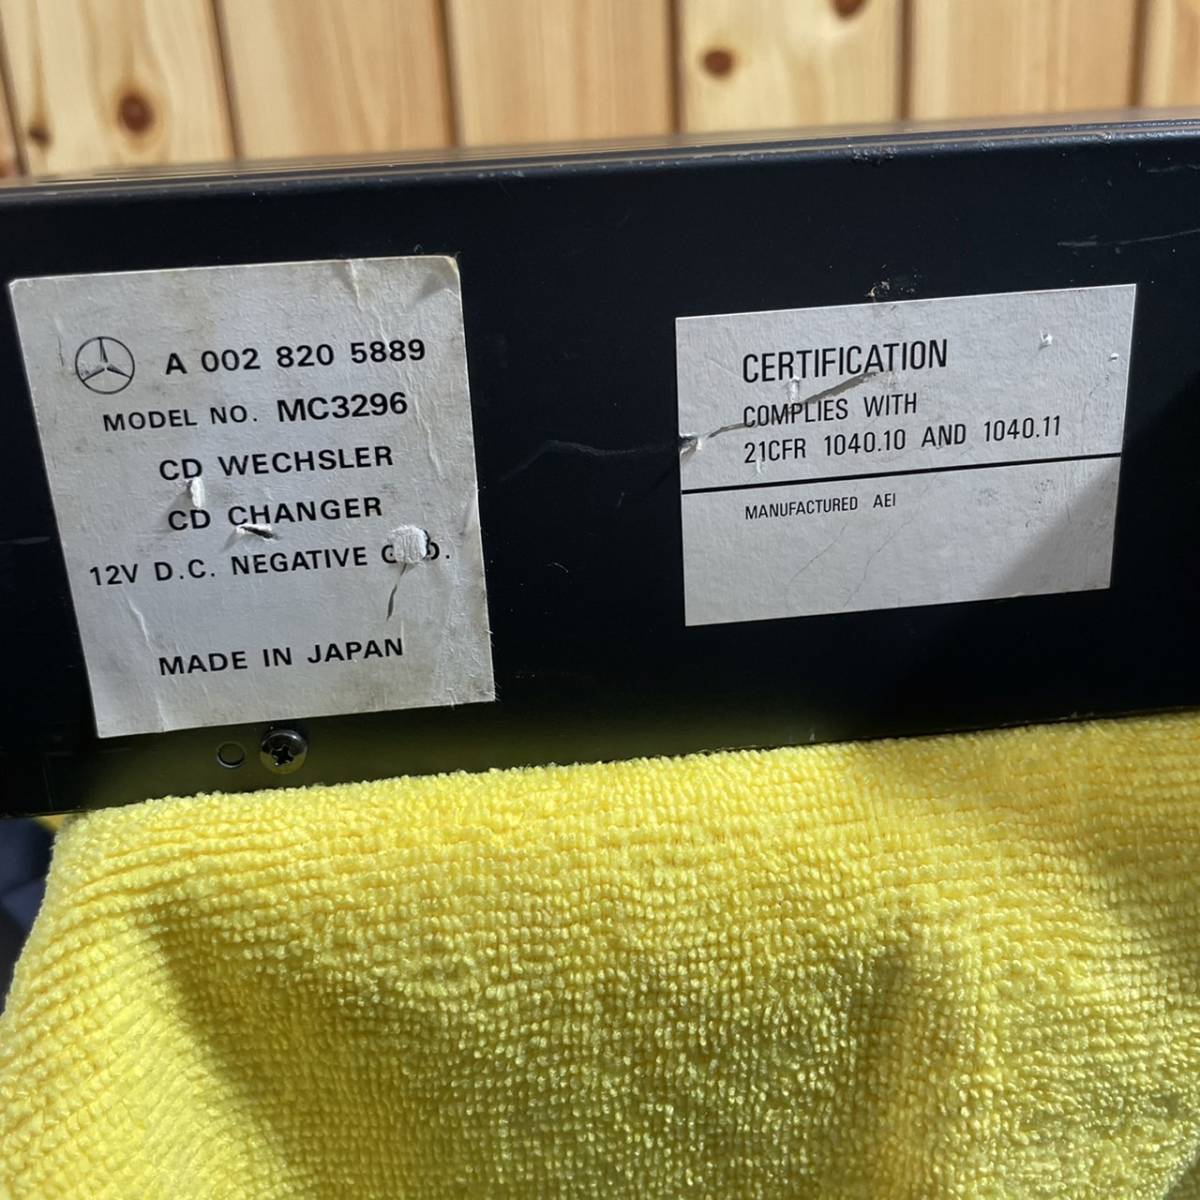 A 002 820 5889
MODEL NO. MC3296
CD WECHSLER
CD CHANGER
12V D.C. NEGATIVE
MADE IN JAPAN
CERTIFICATION
COMPLIES WITH
21CFR 1040.10 AND 1040.11
MANUFACTURED AEI